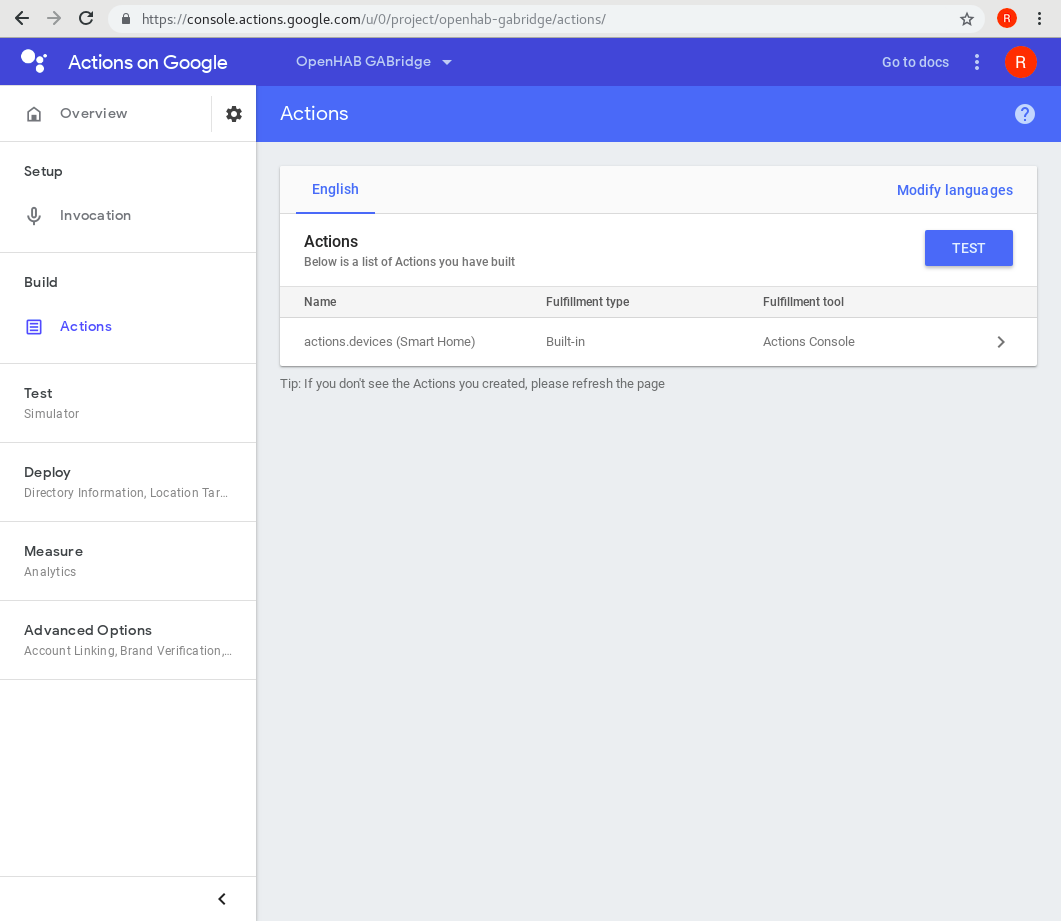 https://console.actions.google.com/u/0/project/openhab-gabridge/actions/
R
Actions on Google
OpenHAB GABridge
Go to docs
R
Overview
Actions
?
Setup
Invocation
Build
Actions
Test
Simulator
Deploy
Directory Information, Location Tar...
Measure
Analytics
Advanced Options
Account Linking, Brand Verification,...
English
Modify languages
Actions
Below is a list of Actions you have built
TEST
Name Fulfillment type Fulfillment tool
actions.devices (Smart Home) Built-in Actions Console
Tip: If you don't see the Actions you created, please refresh the page